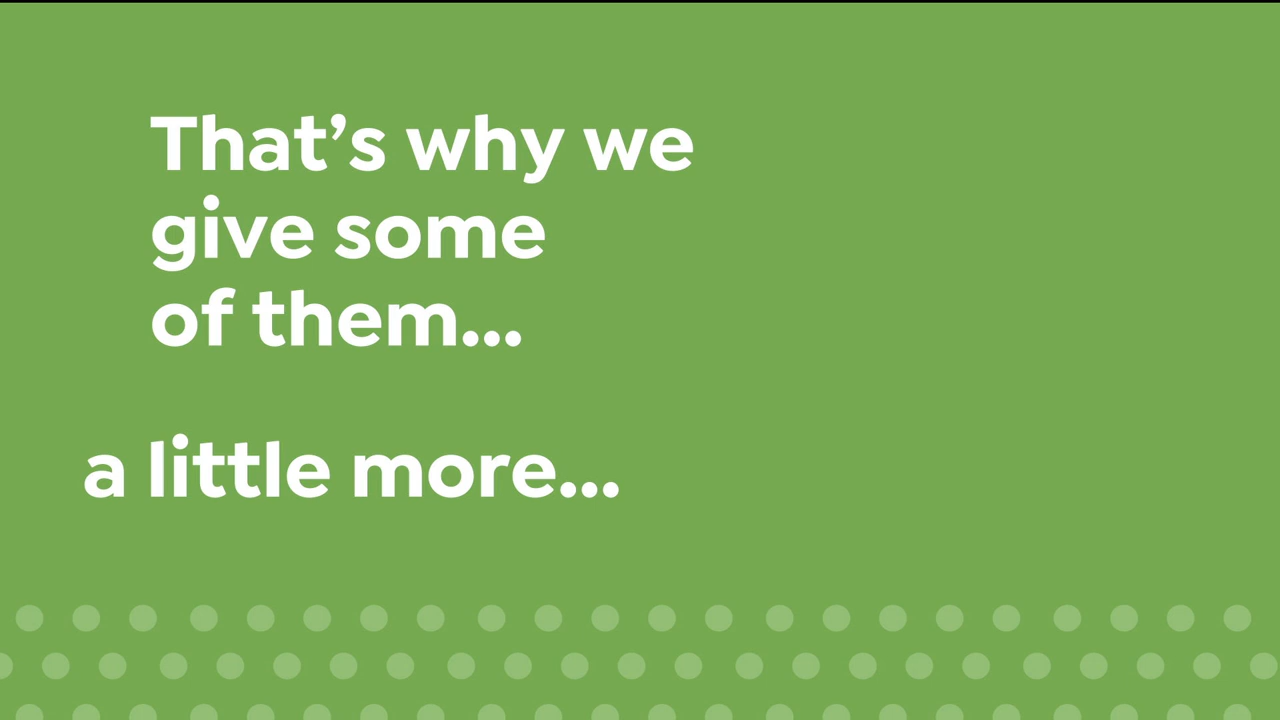 That’s why we
give some
of them...
a little more...